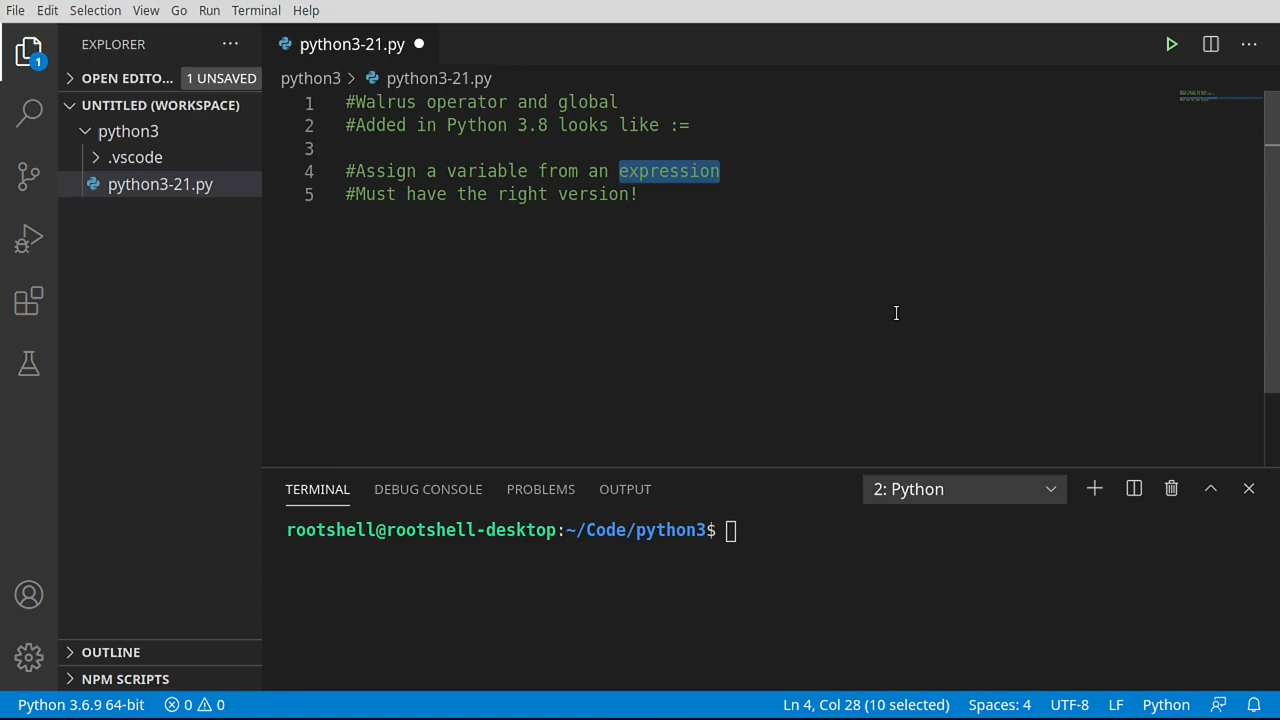 File Edit Selection View Go Run Terminal Help
EXPLORER ···
python3-21.py
OPEN EDITO... 1 UNSAVED
python3 > python3-21.py
UNTITLED (WORKSPACE)
python3
.vscode
python3-21.py
1 #Walrus operator and global
2 #Added in Python 3.8 looks like :=
3
4 #Assign a variable from an expression
5 #Must have the right version!
1
TERMINAL DEBUG CONSOLE PROBLEMS OUTPUT 2: Python
rootshell@rootshell-desktop:~/Code/python3$
OUTLINE
NPM SCRIPTS
Python 3.6.9 64-bit 0 0 Ln 4, Col 28 (10 selected) Spaces: 4 UTF-8 LF Python